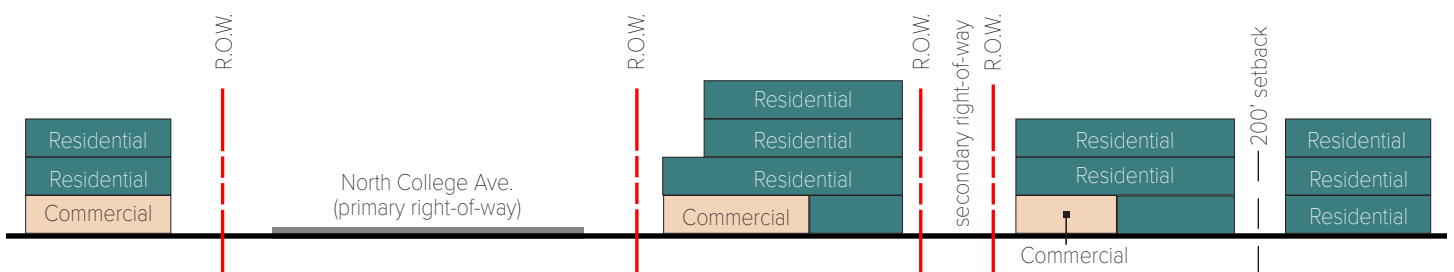 Residential
Residential
Commercial
R.O.W.
North College Ave.
(primary right-of-way)
R.O.W.
Residential
Residential
Residential
Commercial
R.O.W.
secondary right-of-way
R.O.W.
Residential
Residential
Commercial
200' setback
Residential
Residential
Residential